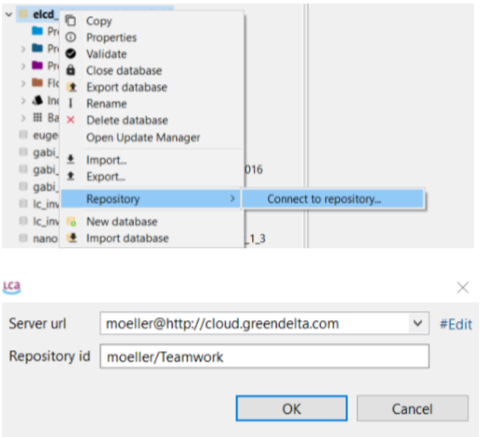 elcd_
Copy
Pr
Properties
Pr
Validate
Pr
Close database
Flo
Export database
Inc
Rename
Ba
Delete database
euge
Open Update Manager
gabi_
Import...
gabi_
016
Export...
gabi_
lc_inv
Repository
Connect to repository...
lc_inv
New database
nano
Import database
_1_3
LCA
Server url
moeller@http://cloud.greendelta.com
#Edit
Repository id
moeller/Teamwork
OK
Cancel